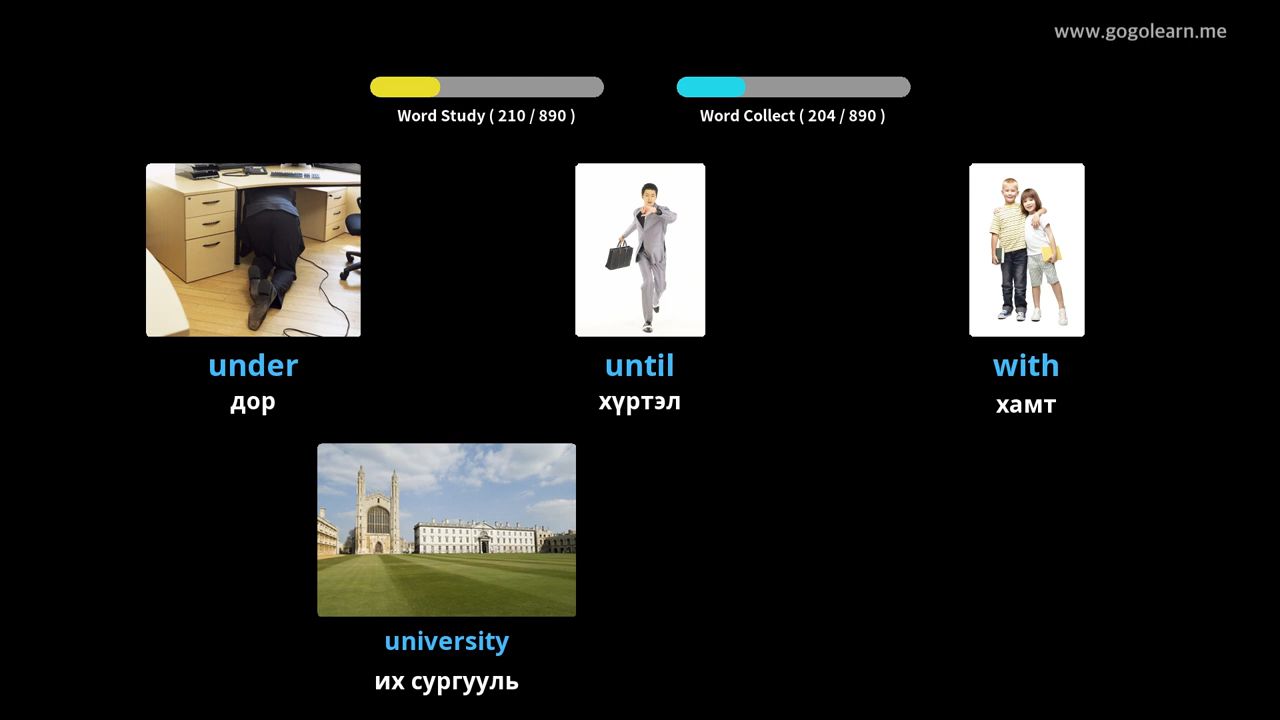 www.gogolearn.me
Word Study ( 210 / 890 )
Word Collect ( 204 / 890 )
under
дор
until
хүртэл
with
хамт
university
их сургууль